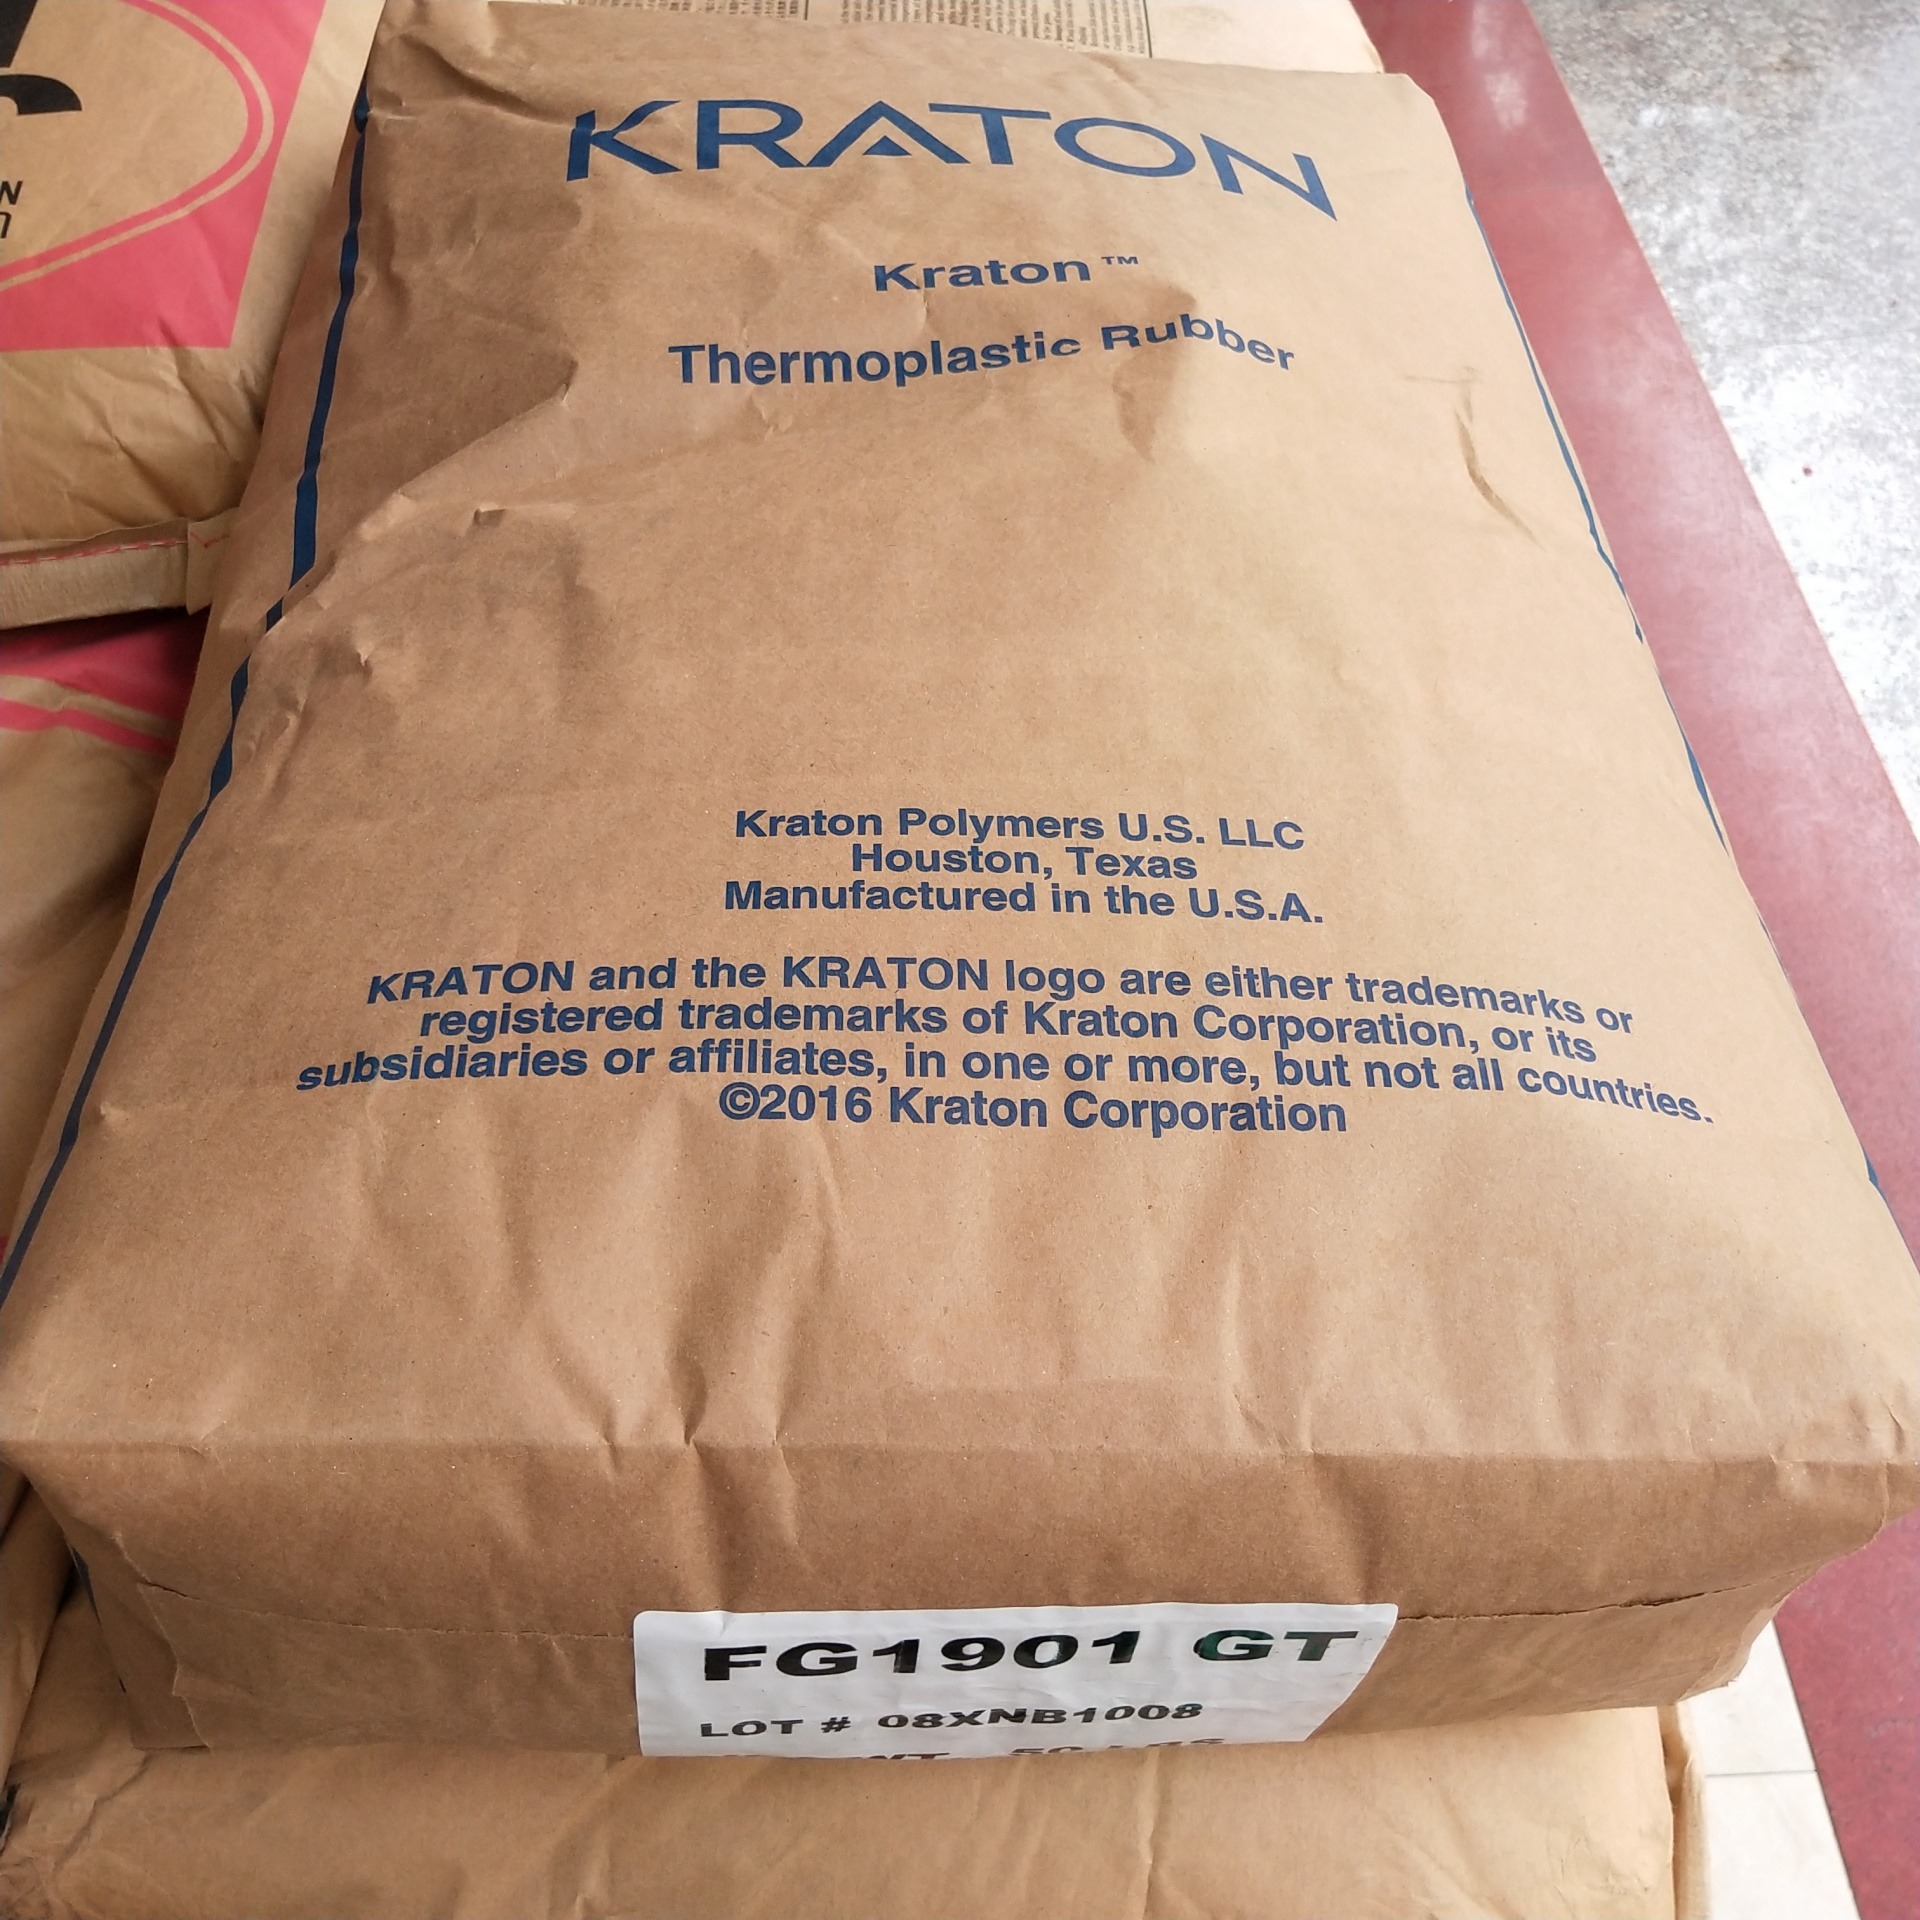 KRATON
Kraton™
Thermoplastic Rubber
Kraton Polymers U.S. LLC
Houston, Texas
Manufactured in the U.S.A.
KRATON and the KRATON logo are either trademarks or
registered trademarks of Kraton Corporation, or its
subsidiaries or affiliates, in one or more, but not all countries.
©2016 Kraton Corporation
FG1901 GT
LOT # 08XNB1008